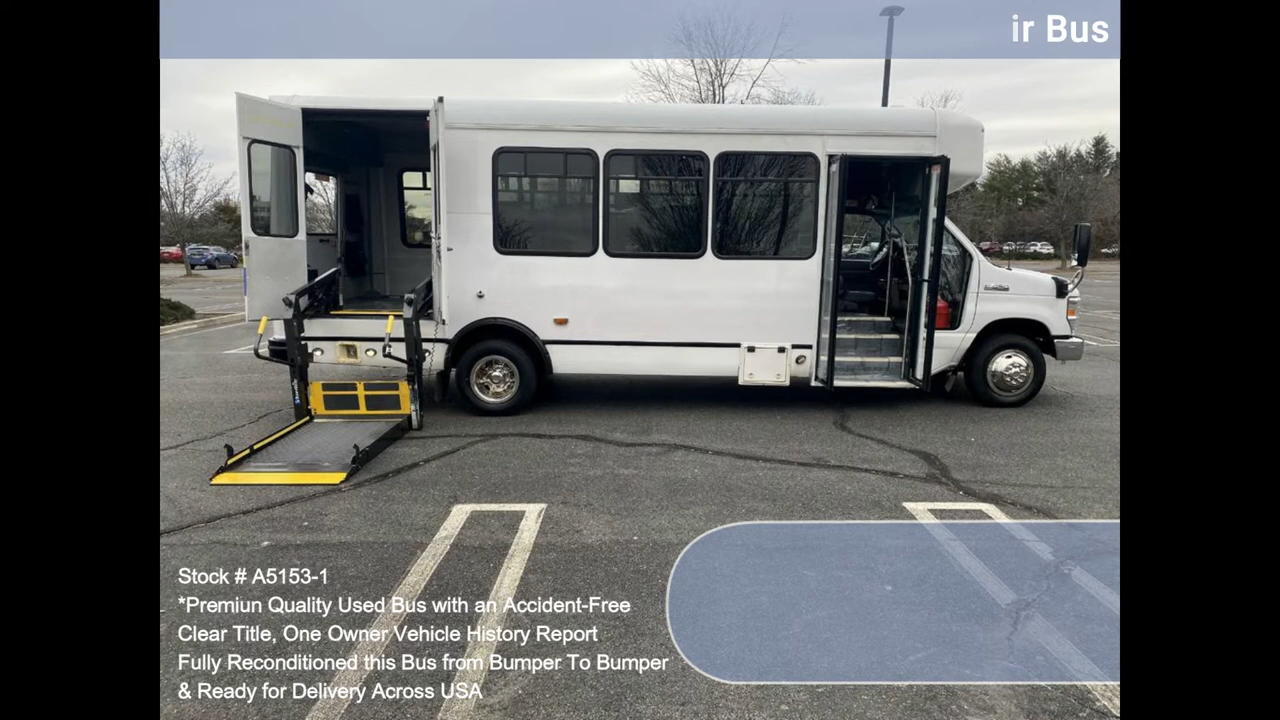 ir Bus
Stock # A5153-1
*Premiun Quality Used Bus with an Accident-Free
Clear Title, One Owner Vehicle History Report
Fully Reconditioned this Bus from Bumper To Bumper
& Ready for Delivery Across USA